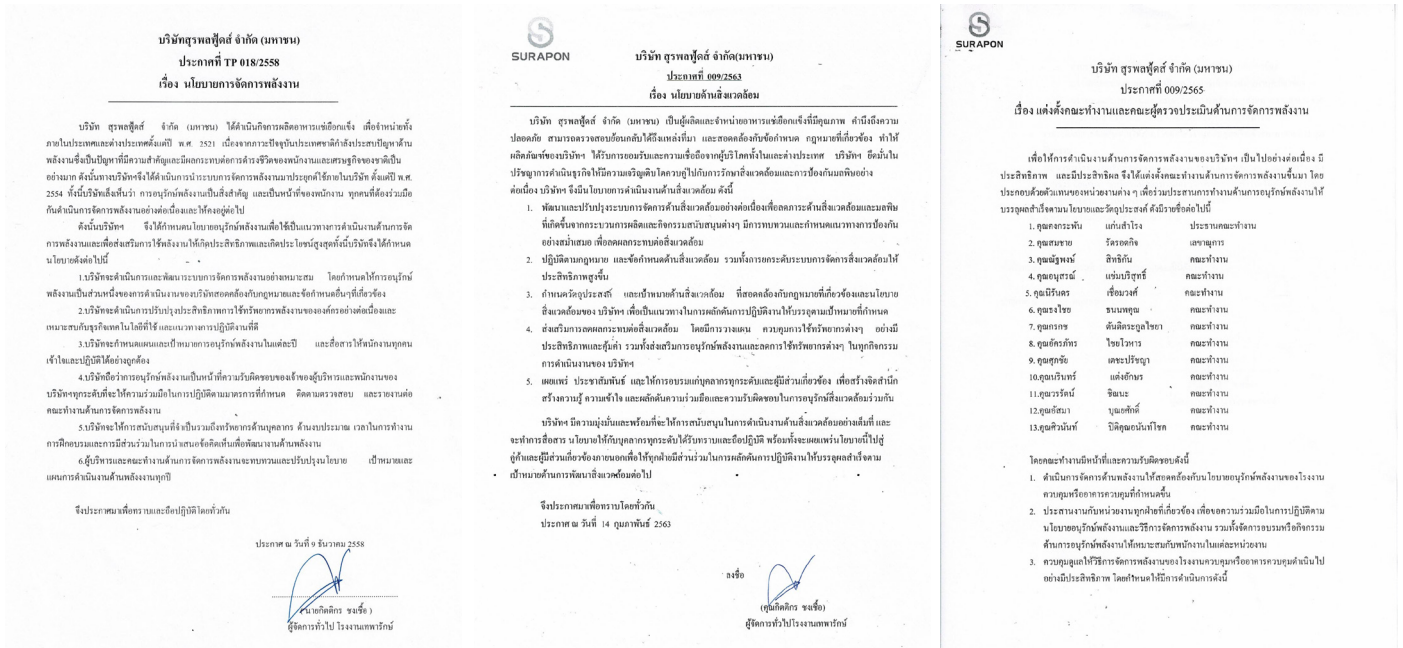 บริษัทสุรพลฟู้ดส์ จำกัด (มหาชน)
ประกาศที่ TP 018/2558
เรื่อง นโยบายการจัดการพลังงาน
บริษัท สุรพลฟู้ดส์ จำกัด (มหาชน) ได้ดำเนินกิจการผลิตอาหารแช่เยือกแข็ง เพื่อจำหน่ายทั้ง
ภายในประเทศและต่างประเทศตั้งแต่ปี พ.ศ. 2521 เนื่องจากภาวะปัจจุบันประเทศชาติกำลังประสบปัญหาด้าน
พลังงานซึ่งเป็นปัญหาที่มีความสำคัญและมีผลกระทบต่อการดำรงชีวิตของพนักงานและเศรษฐกิจของชาติเป็น
อย่างมาก ดังนั้นทางบริษัทฯจึงได้ดำเนินการนำระบบการจัดการพลังงานมาประยุกต์ใช้ภายในบริษัท ตั้งแต่ปี พ.ศ.
2554 ทั้งนี้บริษัทเล็งเห็นว่า การอนุรักษ์พลังงานเป็นสิ่งสำคัญ และเป็นหน้าที่ของพนักงาน ทุกคนที่ต้องร่วมมือ
กันดำเนินการจัดการพลังงานอย่างต่อเนื่องและให้คงอยู่ต่อไป
ดังนั้นบริษัทฯ จึงได้กำหนดนโยบายอนุรักษ์พลังงานเพื่อใช้เป็นแนวทางการดำเนินงานด้านการจัด
การพลังงานและเพื่อส่งเสริมการใช้พลังงานให้เกิดประสิทธิภาพและเกิดประโยชน์สูงสุดทั้งนี้บริษัทจึงได้กำหนด
นโยบายดังต่อไปนี้
1.บริษัทจะดำเนินการและพัฒนาระบบการจัดการพลังงานอย่างเหมาะสม โดยกำหนดให้การอนุรักษ์
พลังงานเป็นส่วนหนึ่งของการดำเนินงานของบริษัทสอดคล้องกับกฎหมายและข้อกำหนดอื่นๆที่เกี่ยวข้อง
2.บริษัทจะดำเนินการปรับปรุงประสิทธิภาพการใช้ทรัพยากรพลังงานขององค์กรอย่างต่อเนื่องและ
เหมาะสมกับธุรกิจเทคโนโลยีที่ใช้ และแนวทางการปฏิบัติงานที่ดี
3.บริษัทจะกำหนดแผนและเป้าหมายการอนุรักษ์พลังงานในแต่ละปี และสื่อสารให้พนักงานทุกคน
เข้าใจและปฏิบัติได้อย่างถูกต้อง
4.บริษัทถือว่าการอนุรักษ์พลังงานเป็นหน้าที่ความรับผิดชอบของเจ้าของผู้บริหารและพนักงานของ
บริษัทฯทุกระดับที่จะให้ความร่วมมือในการปฏิบัติตามมาตรการที่กำหนด ติดตามตรวจสอบ และรายงานต่อ
คณะทำงานด้านการจัดการพลังงาน
5.บริษัทจะให้การสนับสนุนที่จำเป็นรวมถึงทรัพยากรด้านบุคลากร ด้านงบประมาณ เวลาในการทำงาน
การฝึกอบรมและการมีส่วนร่วมในการนำเสนอข้อคิดเห็นเพื่อพัฒนางานด้านพลังงาน
6.ผู้บริหารและคณะทำงานด้านการจัดการพลังงานจะทบทวนและปรับปรุงนโยบาย เป้าหมายและ
แผนการดำเนินงานด้านพลังงงานทุกปี
จึงประกาศมาเพื่อทราบและถือปฏิบัติโดยทั่วกัน
ประกาศ ณ วันที่ 9 ธันวาคม 2558
(นายกิตติกร ชงเชื้อ )
ผู้จัดการทั่วไป โรงงานเทพารักษ์
SURAPON
บริษัท สุรพลฟู้ดส์ จำกัด(มหาชน)
ประกาศที่ 009/2563
เรื่อง นโยบายด้านสิ่งแวดล้อม
บริษัท สุรพลฟู้ดส์ จำกัด (มหาชน) เป็นผู้ผลิตและจำหน่ายอาหารแช่เยือกแข็งที่มีคุณภาพ คำนึงถึงความ
ปลอดภัย สามารถตรวจสอบย้อนกลับได้ถึงแหล่งที่มา และสอดคล้องกับข้อกำหนด กฎหมายที่เกี่ยวข้อง ทำให้
ผลิตภัณฑ์ของบริษัทฯ ได้รับการยอมรับและความเชื่อถือจากผู้บริโภคทั้งในและต่างประเทศ บริษัทฯ ยึดมั่นใน
ปรัชญาการดำเนินธุรกิจให้มีความเจริญเติบโตควบคู่ไปกับการรักษาสิ่งแวดล้อมและการป้องกันมลพิษอย่าง
ต่อเนื่อง บริษัทฯ จึงมีนโยบายการดำเนินงานด้านสิ่งแวดล้อม ดังนี้
1. พัฒนาและปรับปรุงระบบการจัดการสิ่งแวดล้อมอย่างต่อเนื่องเพื่อลดภาระด้านสิ่งแวดล้อมและมลพิษ
ที่เกิดขึ้นจากกระบวนการผลิตและกิจกรรมสนับสนุนต่างๆ มีการทบทวนและกำหนดแนวทางการป้องกัน
อย่างสม่ำเสมอ เพื่อลดผลกระทบต่อสิ่งแวดล้อม
2. ปฏิบัติตามกฎหมาย และข้อกำหนดด้านสิ่งแวดล้อม รวมทั้งการยกระดับระบบการจัดการสิ่งแวดล้อมให้
ประสิทธิภาพสูงขึ้น
3. กำหนดวัตถุประสงค์ และเป้าหมายด้านสิ่งแวดล้อม ที่สอดคล้องกับกฎหมายที่เกี่ยวข้องและนโยบาย
สิ่งแวดล้อมของ บริษัทฯ เพื่อเป็นแนวทางในการผลักดันการปฏิบัติงานให้บรรลุตามเป้าหมายที่กำหนด
4. ส่งเสริมการลดผลกระทบต่อสิ่งแวดล้อม โดยมีการวางแผน ควบคุมการใช้ทรัพยากรต่างๆ อย่างมี
ประสิทธิภาพและคุ้มค่า รวมทั้งส่งเสริมการอนุรักษ์พลังงานและลดการใช้ทรัพยากรต่างๆ ในทุกกิจกรรม
การดำเนินงานของ บริษัทฯ
5. เผยแพร่ ประชาสัมพันธ์ และให้การอบรมแก่บุคลากรทุกระดับและผู้มีส่วนเกี่ยวข้อง เพื่อสร้างจิตสำนึก
สร้างความรู้ ความเข้าใจ และผลักดันความร่วมมือและความรับผิดชอบในการอนุรักษ์สิ่งแวดล้อมร่วมกัน
บริษัทฯ มีความมุ่งมั่นและพร้อมที่จะให้การสนับสนุนในการดำเนินงานด้านสิ่งแวดล้อมอย่างเต็มที่ และ
จะทำการสื่อสาร นโยบายให้กับบุคลากรทุกระดับได้รับทราบและถือปฏิบัติ พร้อมทั้งจะเผยแพร่นโยบายนี้ไปสู่
คู่ค้าและผู้มีส่วนเกี่ยวข้องภายนอกเพื่อให้ทุกฝ่ายมีส่วนร่วมในการผลักดันการปฏิบัติงานให้บรรลุผลสำเร็จตาม
เป้าหมายด้านการพัฒนาสิ่งแวดล้อมต่อไป
จึงประกาศมาเพื่อทราบโดยทั่วกัน
ประกาศ ณ วันที่ 14 กุมภาพันธ์ 2563
ลงชื่อ
(คุณกิตติกร ชงเชื้อ)
ผู้จัดการทั่วไปโรงงานเทพารักษ์
SURAPON
บริษัท สุรพลฟู้ดส์ จำกัด (มหาชน)
ประกาศที่ 009/2565
เรื่อง แต่งตั้งคณะทำงานและคณะผู้ตรวจประเมินด้านการจัดการพลังงาน
เพื่อให้การดำเนินงานด้านการจัดการพลังงานของบริษัทฯ เป็นไปอย่างต่อเนื่อง มี
ประสิทธิภาพ และมีประสิทธิผล จึงได้แต่งตั้งคณะทำงานด้านการจัดการพลังงานขึ้นมา โดย
ประกอบด้วยตัวแทนของหน่วยงานต่าง ๆ เพื่อร่วมประสานการทำงานด้านการอนุรักษ์พลังงานให้
บรรลุผลสำเร็จตามนโยบายและวัตถุประสงค์ ดังมีรายชื่อต่อไปนี้
1. คุณคงกระพัน แก่นสำโรง ประธานคณะทำงาน
2. คุณสมชาย รัตรอดกิจ เลขานุการ
3. คุณัฐพงษ์ สิทธิกัน คณะทำงาน
4. คุณอนุสรณ์ แช่มบริสุทธิ์ คณะทำงาน
5. คุณนิรันดร เชื่อมวงศ์ คณะทำงาน
6. คุณธงไชย ธนนพคุณ คณะทำงาน
7. คุณกรกช ตันติตระกูลไชยา คณะทำงาน
8. คุณอัครภัทร ไชยโวหาร คณะทำงาน
9. คุณศุกชัย เตชะปรัชญา คณะทำงาน
10.คุณบรินทร์ แต่งอักษร คณะทำงาน
11.คุณวรรัตน์ ชิณนะ คณะทำงาน
12.คุณอัสมา บุณยศักดิ์ คณะทำงาน
13.คุณศิวนันท์ ปิติคุณอนันต์โชค คณะทำงาน
โดยคณะทำงานมีหน้าที่และความรับผิดชอบดังนี้
1. ดำเนินการจัดการด้านพลังงานให้สอดคล้องกับนโยบายอนุรักษ์พลังงานของโรงงาน
ควบคุมหรืออาคารควบคุมที่กำหนดขึ้น
2. ประสานงานกับหน่วยงานทุกฝ่ายที่เกี่ยวข้อง เพื่อขอความร่วมมือในการปฏิบัติตาม
นโยบายอนุรักษ์พลังงานและวิธีการจัดการพลังงาน รวมทั้งจัดการอบรมหรือกิจกรรม
ด้านการอนุรักษ์พลังงานให้เหมาะสมกับพนักงานในแต่ละหน่วยงาน
3. ควบคุมดูแลให้วิธีการจัดการพลังงานของโรงงานควบคุมหรืออาคารควบคุมดำเนินไป
อย่างมีประสิทธิภาพ โดยกำหนดให้มีการดำเนินการดังนี้